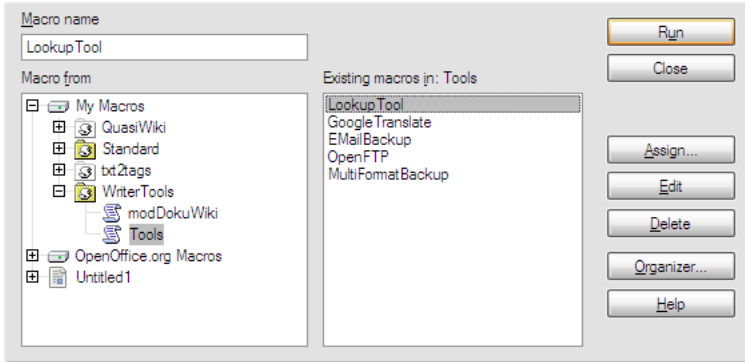 Macro name
LookupTool
Macro from
My Macros
QuasiWiki
Standard
txt2tags
WriterTools
modDokuWiki
Tools
OpenOffice.org Macros
Untitled1
Existing macros in: Tools
LookupTool
GoogleTranslate
EMailBackup
OpenFTP
MultiFormatBackup
Run
Close
Assign...
Edit
Delete
Organizer...
Help